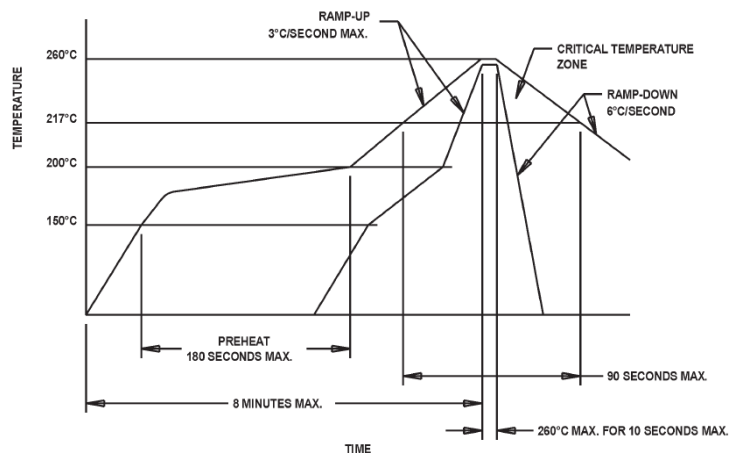 RAMP-UP
3°C/SECOND MAX.
260°C
CRITICAL TEMPERATURE
ZONE
RAMP-DOWN
6°C/SECOND
TEMPERATURE
217°C
200°C
150°C
PREHEAT
180 SECONDS MAX.
90 SECONDS MAX.
8 MINUTES MAX.
260°C MAX. FOR 10 SECONDS MAX.
TIME